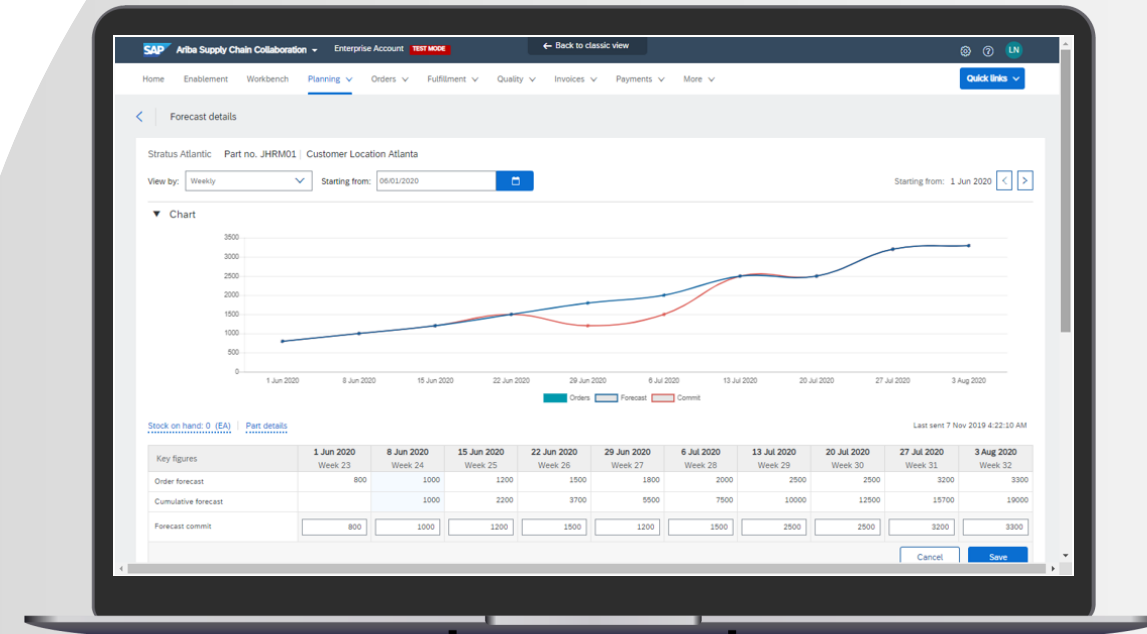 SAP Ariba Supply Chain Collaboration Enterprise Account TEST MODE ← Back to classic view LN
Home Enablement Workbench Planning Orders Fulfillment Quality Invoices Payments More Quick links
Forecast details
Stratus Atlantic Part no. JHRM01 Customer Location Atlanta
View by: Weekly Starting from: 06/01/2020 Starting from: 1 Jun 2020
Chart
3500
3000
2500
2000
1500
1000
500
0
1 Jun 2020 8 Jun 2020 15 Jun 2020 22 Jun 2020 29 Jun 2020 6 Jul 2020 13 Jul 2020 20 Jul 2020 27 Jul 2020 3 Aug 2020
Orders Forecast Commit
Stock on hand: 0 (EA) Part details Last sent 7 Nov 2019 4:22:10 AM
Key figures 1 Jun 2020 8 Jun 2020 15 Jun 2020 22 Jun 2020 29 Jun 2020 6 Jul 2020 13 Jul 2020 20 Jul 2020 27 Jul 2020 3 Aug 2020
Week 23 Week 24 Week 25 Week 26 Week 27 Week 28 Week 29 Week 30 Week 31 Week 32
Order forecast 800 1000 1200 1500 1800 2000 2500 2500 3200 3300
Cumulative forecast 1000 2200 3700 5500 7500 10000 12500 15700 19000
Forecast commit 800 1000 1200 1500 1200 1500 2500 2500 3200 3300
Cancel Save